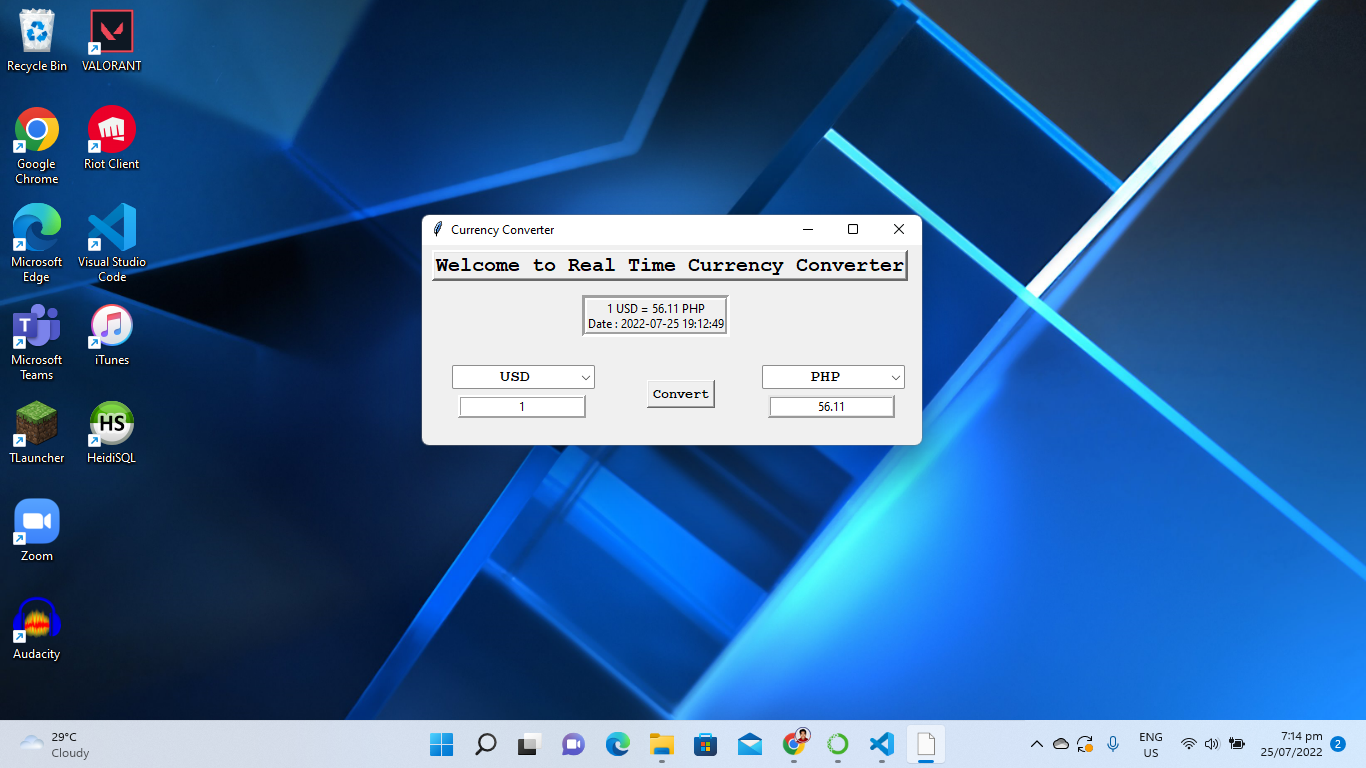 Recycle Bin
VALORANT
Google
Chrome
Riot Client
Microsoft
Edge
Visual Studio
Code
Microsoft
Teams
iTunes
TLauncher
HS
HeidiSQL
Zoom
Audacity
Currency Converter
Welcome to Real Time Currency Converter
1 USD = 56.11 PHP
Date : 2022-07-25 19:12:49
USD
PHP
Convert
1
56.11
29°C
Cloudy
ENG
US
7:14 pm
25/07/2022
2